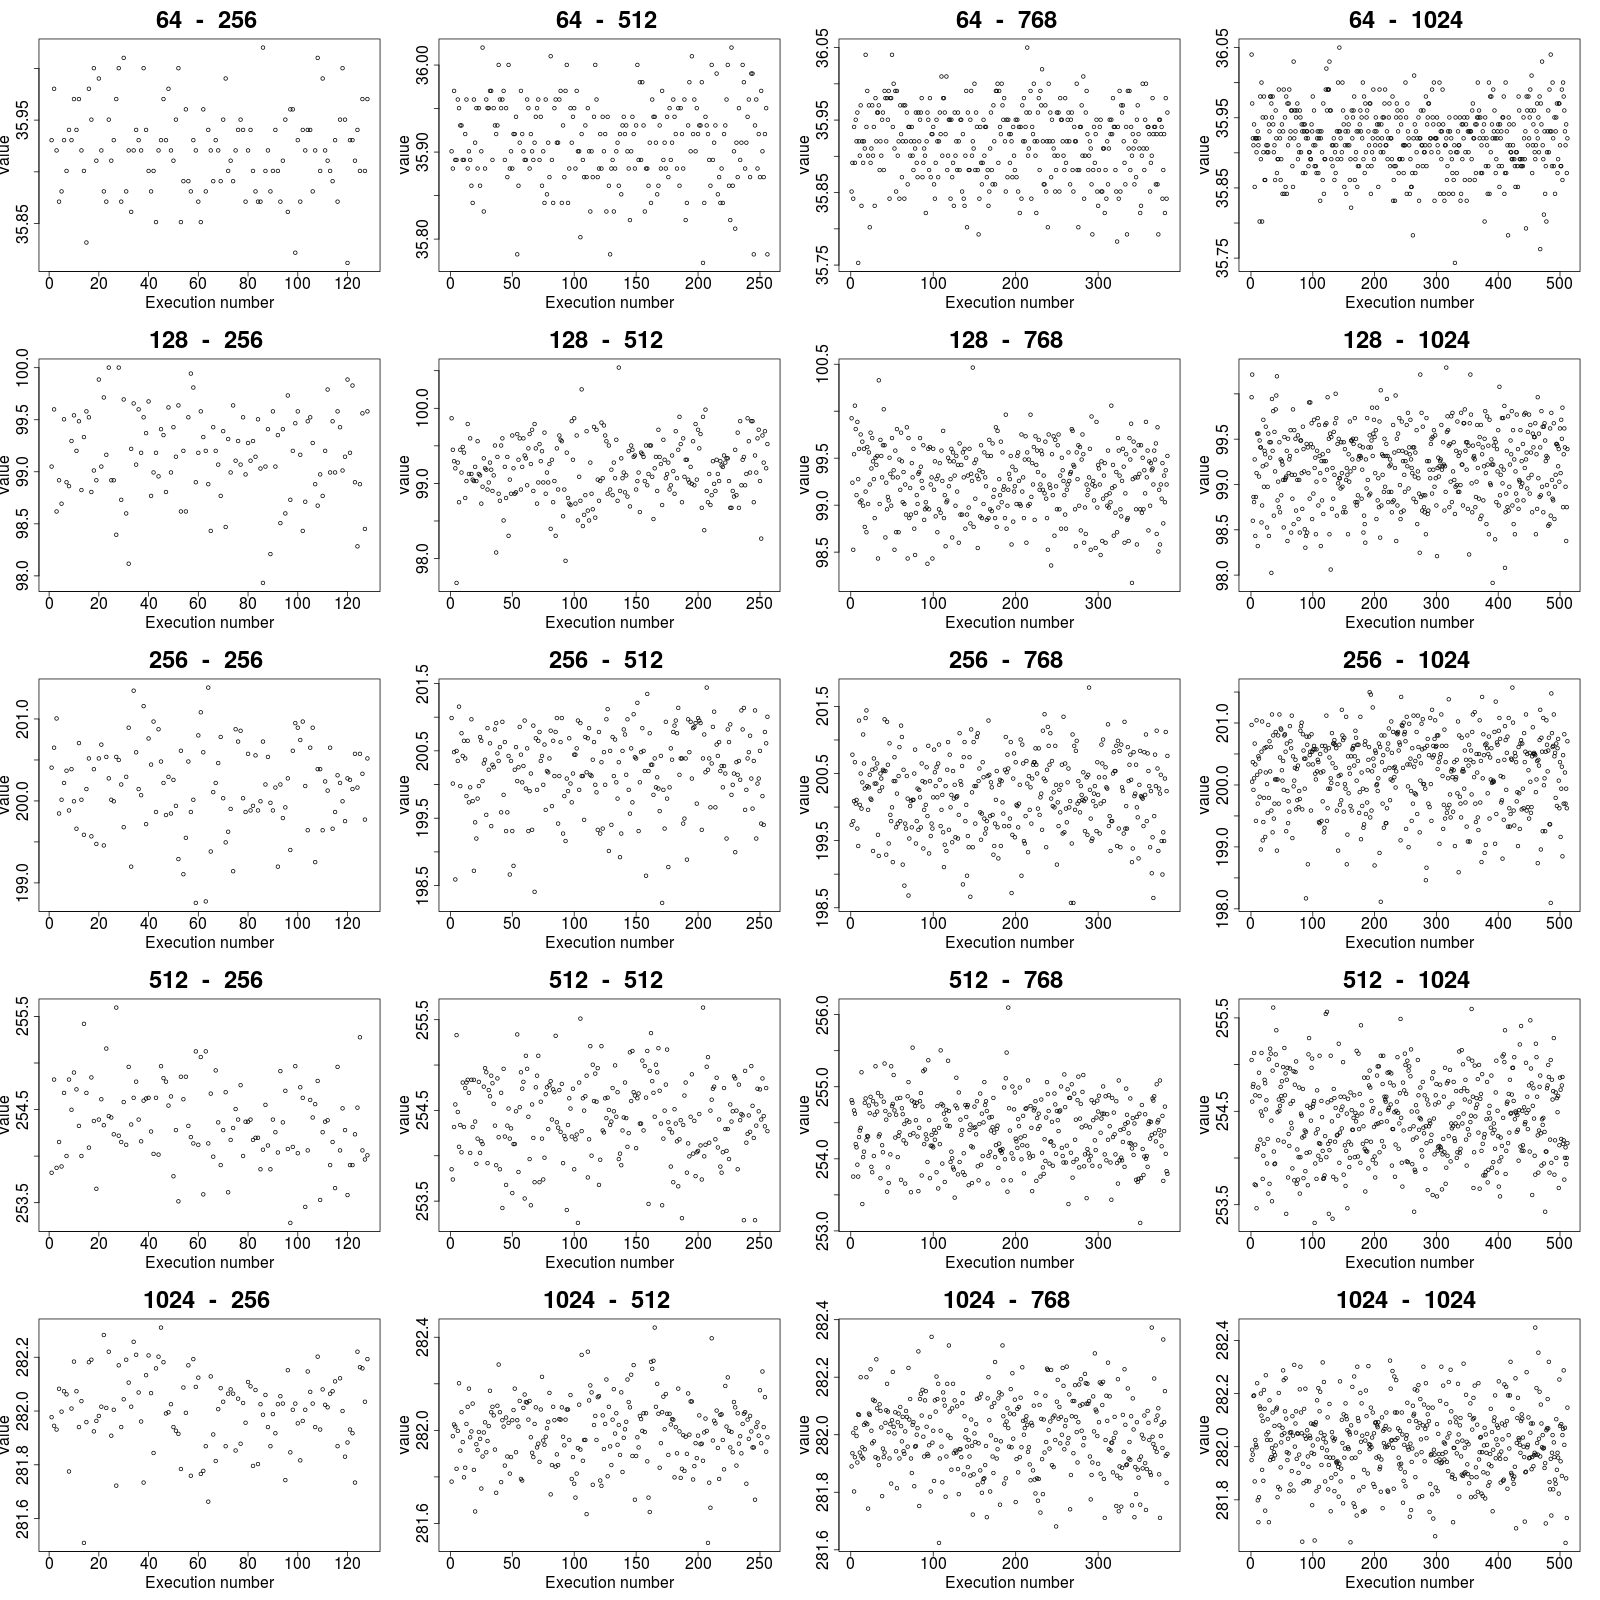 64 - 256
value
35.85 35.95
0 20 40 60 80 100 120
Execution number
64 - 512
value
35.80 35.90 36.00
0 50 100 150 200 250
Execution number
64 - 768
value
35.75 35.85 35.95 36.05
0 100 200 300
Execution number
64 - 1024
value
35.75 35.85 35.95 36.05
0 100 200 300 400 500
Execution number
128 - 256
value
98.0 98.5 99.0 99.5 100.0
0 20 40 60 80 100 120
Execution number
128 - 512
value
98.0 99.0 100.0
0 50 100 150 200 250
Execution number
128 - 768
value
98.5 99.0 99.5 100.5
0 100 200 300
Execution number
128 - 1024
value
98.0 98.5 99.0 99.5
0 100 200 300 400 500
Execution number
256 - 256
value
199.0 200.0 201.0
0 20 40 60 80 100 120
Execution number
256 - 512
value
198.5 199.5 200.5 201.5
0 50 100 150 200 250
Execution number
256 - 768
value
198.5 199.5 200.5 201.5
0 100 200 300
Execution number
256 - 1024
value
198.0 199.0 200.0 201.0
0 100 200 300 400 500
Execution number
512 - 256
value
253.5 254.5 255.5
0 20 40 60 80 100 120
Execution number
512 - 512
value
253.5 254.5 255.5
0 50 100 150 200 250
Execution number
512 - 768
value
253.0 254.0 255.0 256.0
0 100 200 300
Execution number
512 - 1024
value
253.5 254.5 255.5
0 100 200 300 400 500
Execution number
1024 - 256
value
281.6 281.8 282.0 282.2
0 20 40 60 80 100 120
Execution number
1024 - 512
value
281.6 282.0 282.4
0 50 100 150 200 250
Execution number
1024 - 768
value
281.6 281.8 282.0 282.2 282.4
0 100 200 300
Execution number
1024 - 1024
value
281.8 282.0 282.2 282.4
0 100 200 300 400 500
Execution number